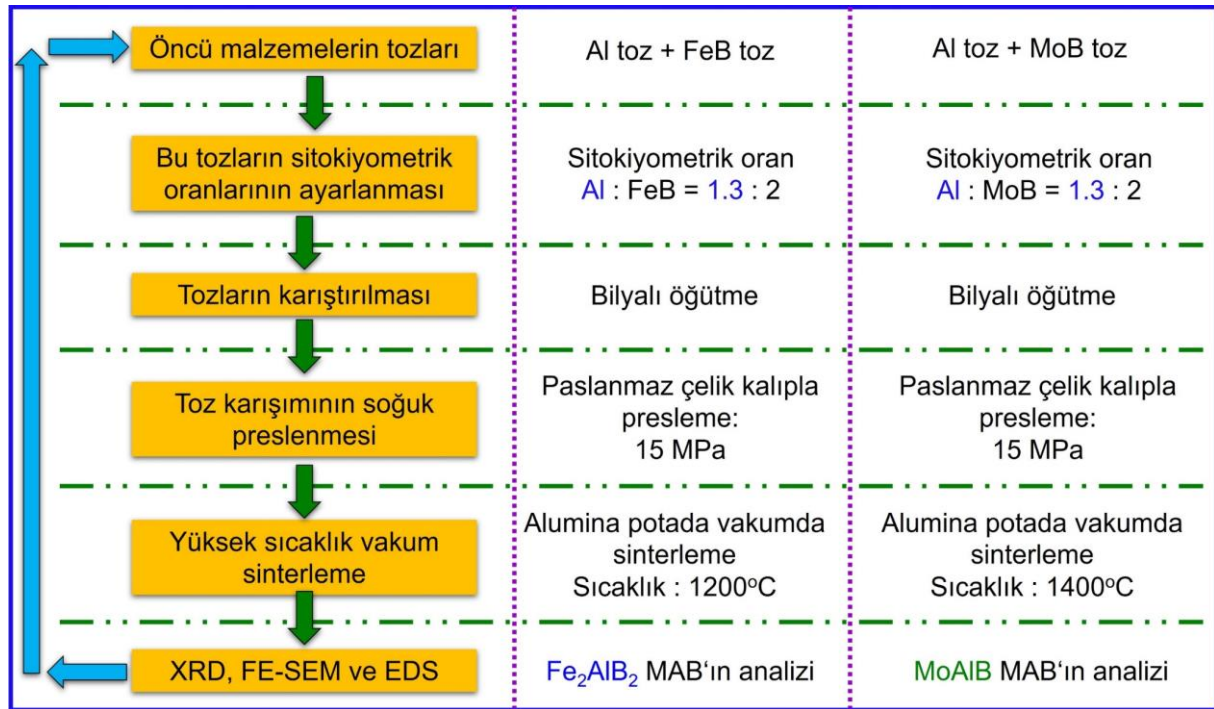 Öncü malzemelerin tozları
Al toz + FeB toz
Al toz + MoB toz
Bu tozların sitokiyometrik
oranlarının ayarlanması
Sitokiyometrik oran
Al : FeB = 1.3 : 2
Sitokiyometrik oran
Al : MoB = 1.3 : 2
Tozların karıştırılması
Bilyalı öğütme
Bilyalı öğütme
Toz karışımının soğuk
preslenmesi
Paslanmaz çelik kalıpla
presleme:
15 MPa
Paslanmaz çelik kalıpla
presleme:
15 MPa
Yüksek sıcaklık vakum
sinterleme
Alumina potada vakumda
sinterleme
Sıcaklık : 1200°C
Alumina potada vakumda
sinterleme
Sıcaklık : 1400°C
XRD, FE-SEM ve EDS
Fe₂AlB₂ MAB‘ın analizi
MoAlB MAB‘ın analizi